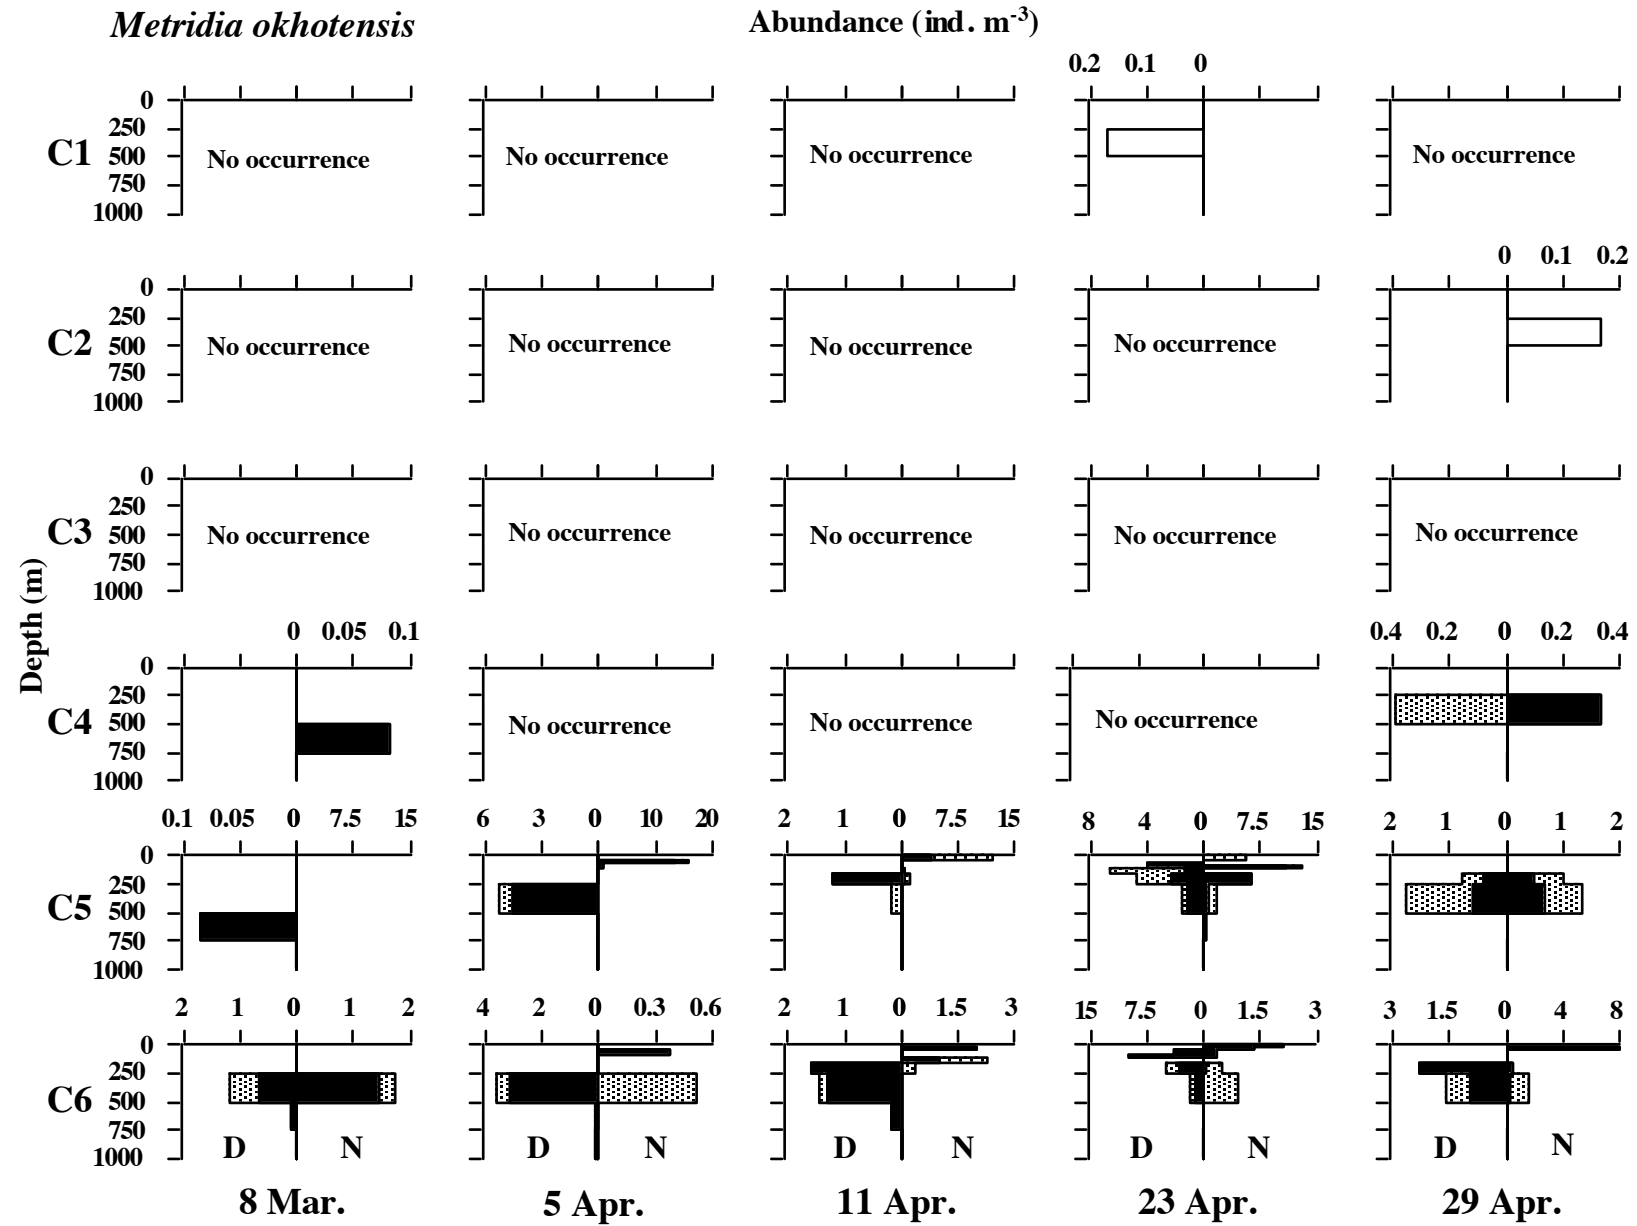 Metridia okhotensis
Abundance (ind. m-3)
Depth (m)
0.2 0.1 0
C1
0
250
500
750
1000
No occurrence No occurrence No occurrence No occurrence
0 0.1 0.2
C2
0
250
500
750
1000
No occurrence No occurrence No occurrence No occurrence
C3
0
250
500
750
1000
No occurrence No occurrence No occurrence No occurrence No occurrence
0 0.05 0.1 0.4 0.2 0 0.2 0.4
C4
0
250
500
750
1000
No occurrence No occurrence No occurrence
0.1 0.05 0 7.5 15 6 3 0 10 20 2 1 0 7.5 15 8 4 0 7.5 15 2 1 0 1 2
C5
0
250
500
750
1000
2 1 0 1 2 4 2 0 0.3 0.6 2 1 0 1.5 3 15 7.5 0 1.5 3 3 1.5 0 4 8
C6
0
250
500
750
1000
D N D N D N D N D N
8 Mar. 5 Apr. 11 Apr. 23 Apr. 29 Apr.